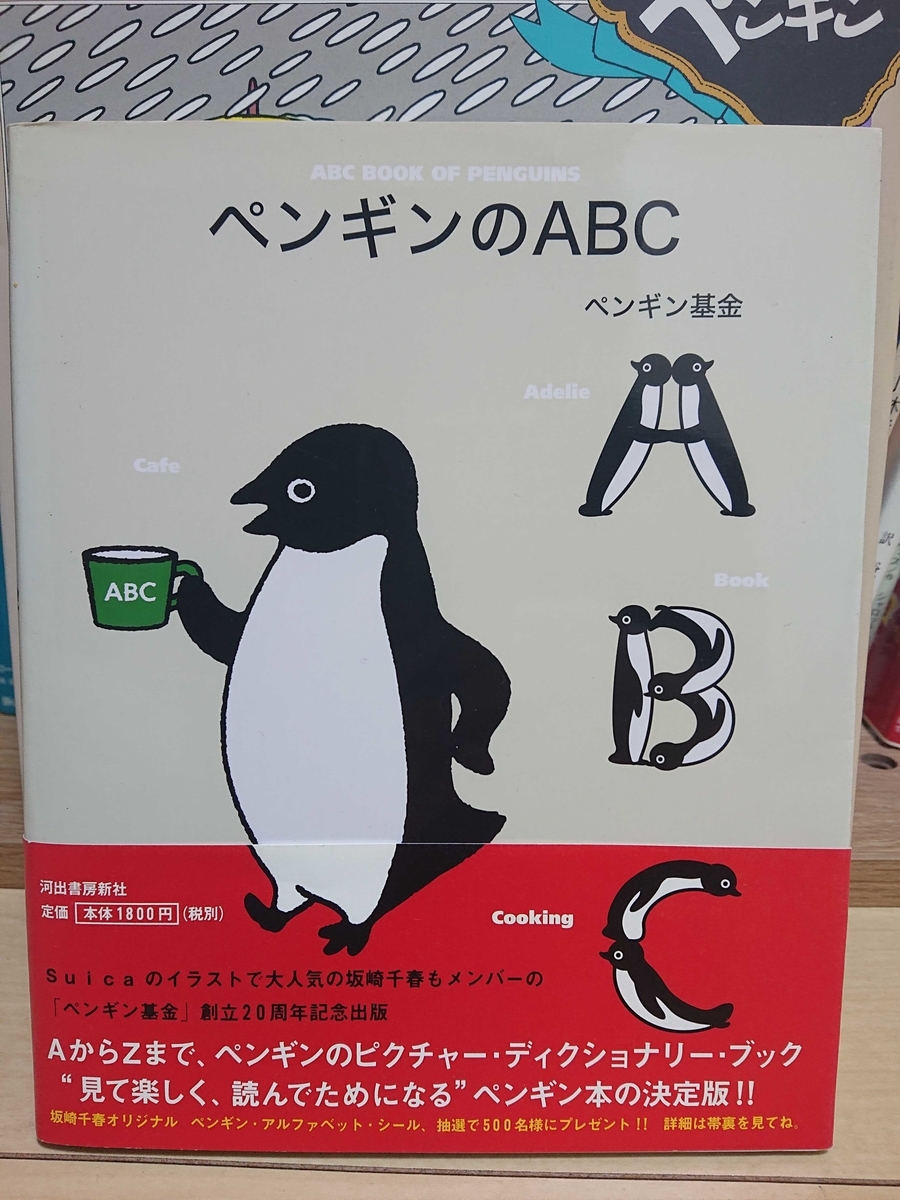 ペンギン
ABC BOOK OF PENGUINS
ペンギンのABC
ペンギン基金
Adelie
Cafe
ABC
Book
河出書房新社
定価 本体1800円 (税別)
Cooking
Suicaのイラストで大人気の坂崎千春もメンバーの
「ペンギン基金」創立20周年記念出版
AからZまで、ペンギンのピクチャー・ディクショナリー・ブック
“見て楽しく、読んでためになる”ペンギン本の決定版!!
坂崎千春オリジナル ペンギン・アルファベット・シール、抽選で500名様にプレゼント!! 詳細は帯裏を見てね。